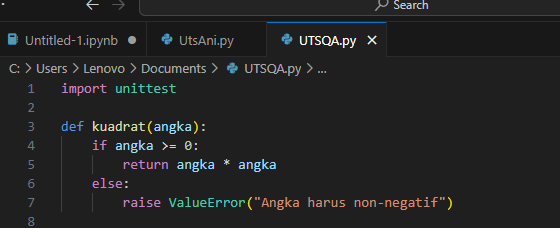 Search
Untitled-1.ipynb
UtsAni.py
UTSQA.py
C: > Users > Lenovo > Documents > UTSQA.py > ...
1 import unittest
2
3 def kuadrat(angka):
4 if angka >= 0:
5 return angka * angka
6 else:
7 raise ValueError("Angka harus non-negatif")
8